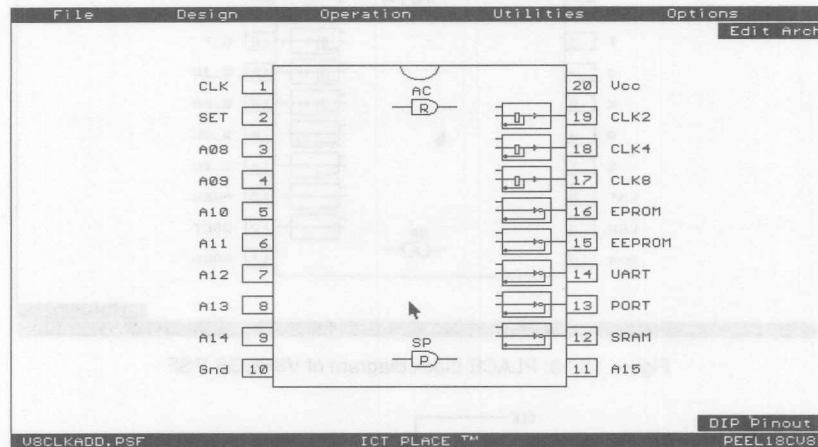 File Design Operation Utilities Options
Edit Arch
AC
R
CLK 1 20 Vcc
SET 2 19 CLK2
A08 3 18 CLK4
A09 4 17 CLK8
A10 5 16 EPROM
A11 6 15 EEPROM
A12 7 14 UART
A13 8 13 PORT
A14 9 12 SRAM
SP
P
Gnd 10 11 A15
DIP Pinout
V8CLKADD.PSF ICT PLACE ™ PEEL18CV8